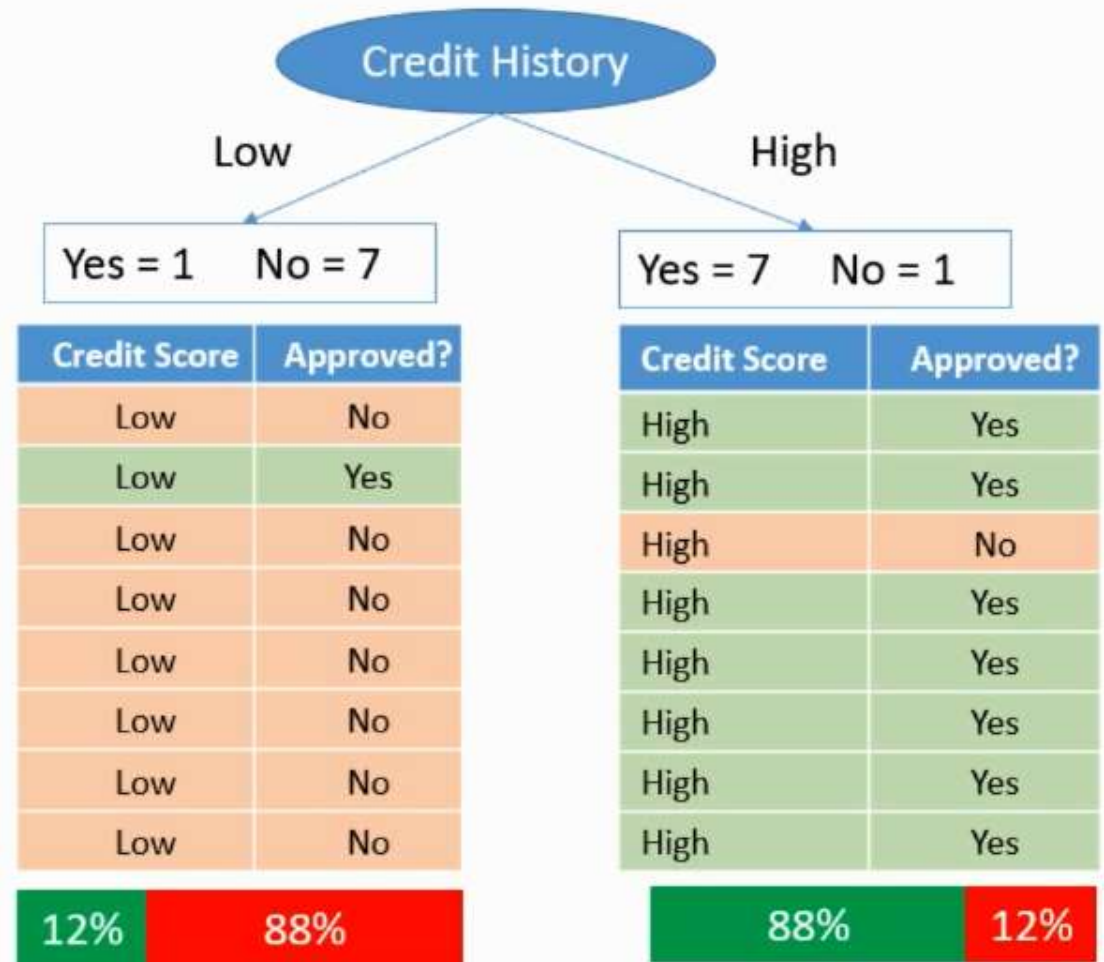 Credit History
Low
High
Yes = 1 No = 7
Yes = 7 No = 1
Credit Score Approved?
Low No
Low Yes
Low No
Low No
Low No
Low No
Low No
Low No
12% 88%
Credit Score Approved?
High Yes
High Yes
High No
High Yes
High Yes
High Yes
High Yes
High Yes
88% 12%